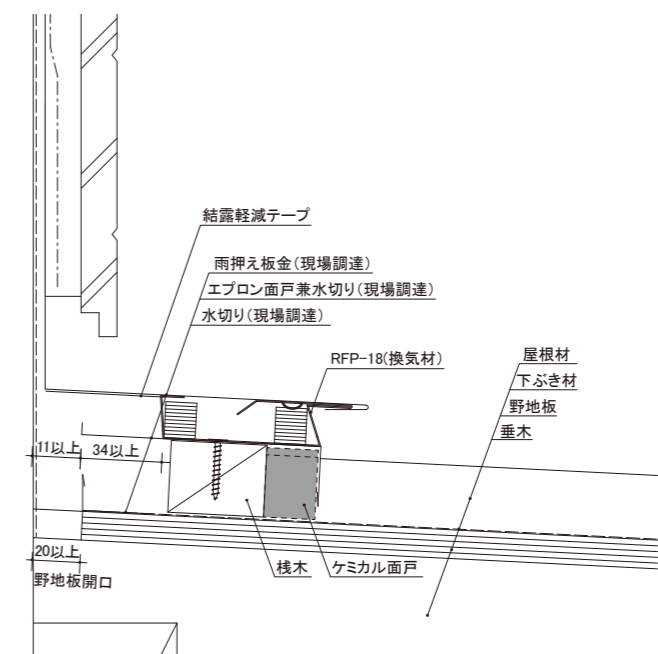 結露軽減テープ
雨押え板金(現場調達)
エプロン面戸兼水切り(現場調達)
水切り(現場調達)
RFP-18(換気材)
屋根材
下ぶき材
野地板
垂木
11以上
34以上
20以上
野地板開口
桟木
ケミカル面戸